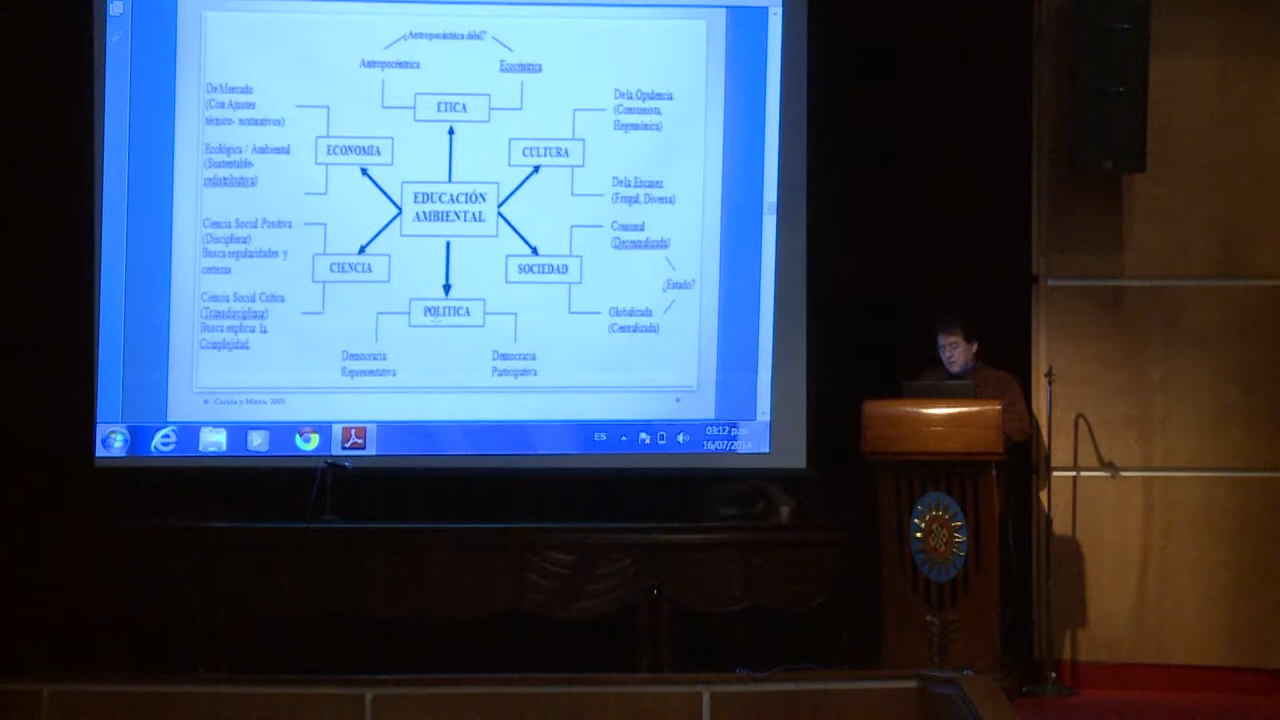 ¿Antropocéntrica débil?
Antropocéntrica
Ecocéntrica
ETICA
De Mercado
(Con Ajustes
técnico- normativos)
Ecológica / Ambiental
(Sustentable-
redistributiva)
ECONOMÍA
CULTURA
De la Opulencia
(Consumista,
Hegemónica)
De la Escasez
(Frugal, Diversa)
EDUCACIÓN
AMBIENTAL
Ciencia Social Positiva
(Disciplinar)
Busca regularidades y
certezas
Ciencia Social Crítica
(Transdisciplinar)
Busca explicar la
Complejidad.
CIENCIA
SOCIEDAD
Comunal
(Decentralizada)
¿Estado?
Globalizada
(Centralizada)
POLITICA
Democracia
Representativa
Democracia
Participativa
ES
03:12 p.m.
16/07/2014